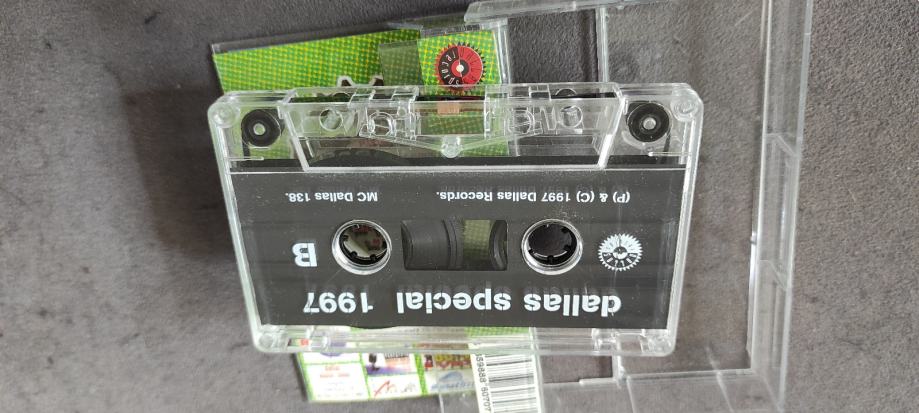 dallas special 1997
B
(P) & (C) 1997 Dallas Records.
MC Dallas 138.